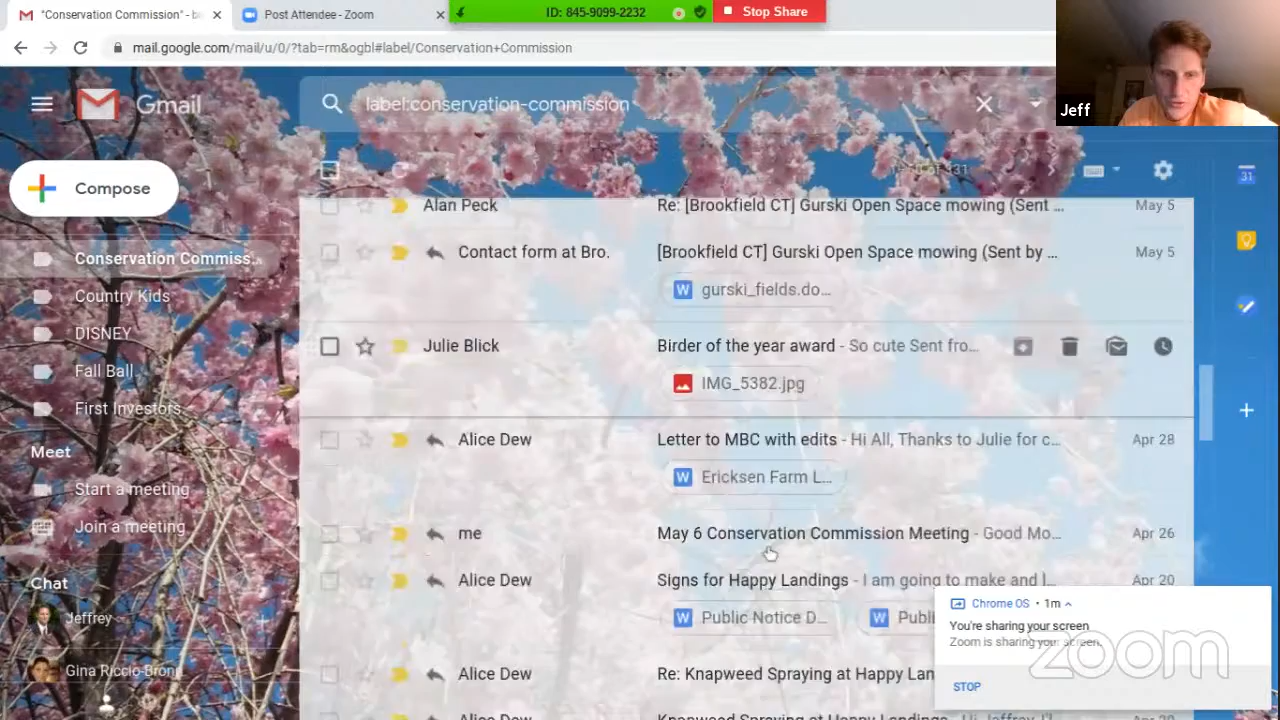 "Conservation Commission" - b
Post Attendee - Zoom
ID: 845-9099-2232
Stop Share
mail.google.com/mail/u/0/?tab=rm&ogbl#label/Conservation+Commission
Gmail
label:conservation-commission
Jeff
Compose
31
Alan Peck Re: [Brookfield CT] Gurski Open Space mowing (Sent ... May 5
Conservation Commiss...
Contact form at Bro. [Brookfield CT] Gurski Open Space mowing (Sent by ... May 5
gurski_fields.do...
Country Kids
DISNEY
Julie Blick Birder of the year award - So cute Sent fro...
Fall Ball
IMG_5382.jpg
First Investors
Alice Dew Letter to MBC with edits - Hi All, Thanks to Julie for c... Apr 28
Meet
Ericksen Farm L...
Start a meeting
Join a meeting
me May 6 Conservation Commission Meeting - Good Mo... Apr 26
Chat
Alice Dew Signs for Happy Landings - I am going to make and l... Apr 20
Jeffrey
Public Notice D... Publi
Gina Riccio-Bronn
Alice Dew Re: Knapweed Spraying at Happy Lan
Chrome OS • 1m
You're sharing your screen
Zoom is sharing your screen.
STOP
zoom